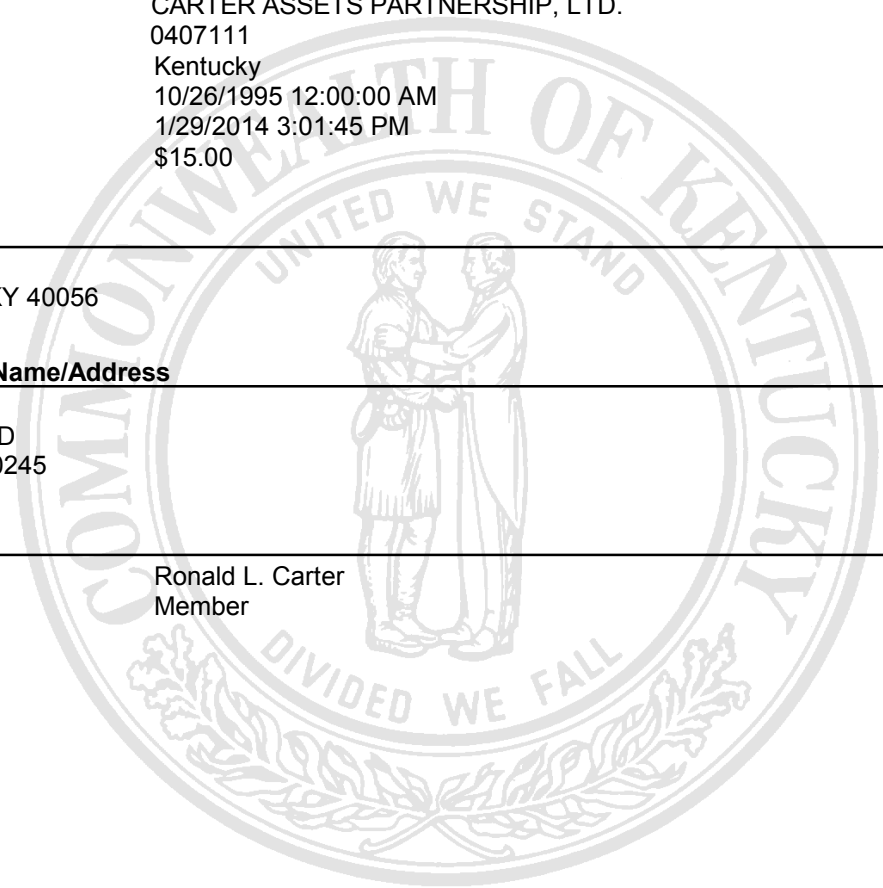 CARTER ASSETS PARTNERSHIP, LTD.
0407111
Kentucky
10/26/1995 12:00:00 AM
1/29/2014 3:01:45 PM
$15.00
KY 40056
Name/Address
D
0245
Ronald L. Carter
Member
COMMONWEALTH OF KENTUCKY
UNITED WE STAND
DIVIDED WE FALL